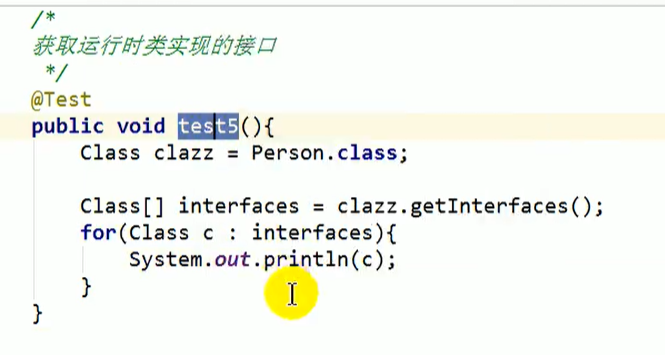 /*
获取运行时类实现的接口
 */
@Test
public void test5(){
    Class clazz = Person.class;

    Class[] interfaces = clazz.getInterfaces();
    for(Class c : interfaces){
        System.out.println(c);
    }
}